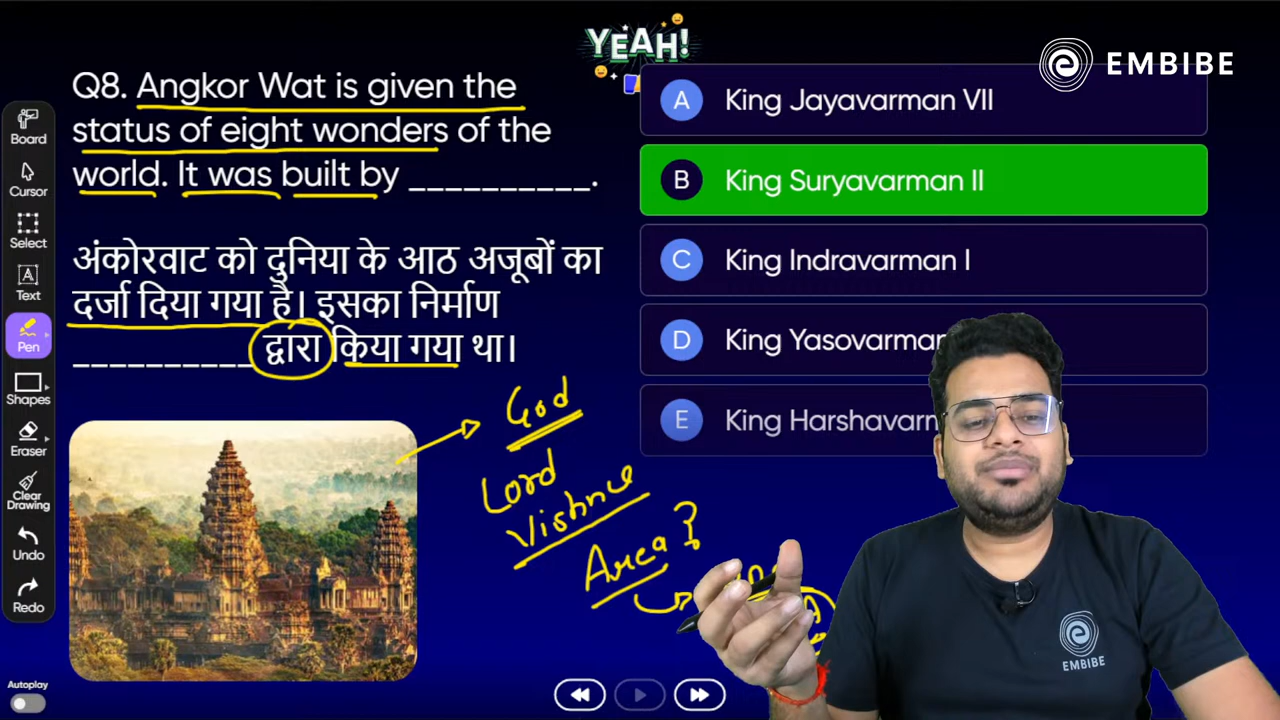 YEAH!
EMBIBE
Q8. Angkor Wat is given the
status of eight wonders of the
world. It was built by __________.
अंकोरवाट को दुनिया के आठ अजूबों का
दर्जा दिया गया है। इसका निर्माण
__________ द्वारा किया गया था।
A King Jayavarman VII
B King Suryavarman II
C King Indravarman I
D King Yasovarman
E King
God
Lord
Vishnu
Area?
Board
Cursor
Select
A
Text
Pen
Shapes
Eraser
Clear
Drawing
Undo
Redo
Autoplay
EMBIBE